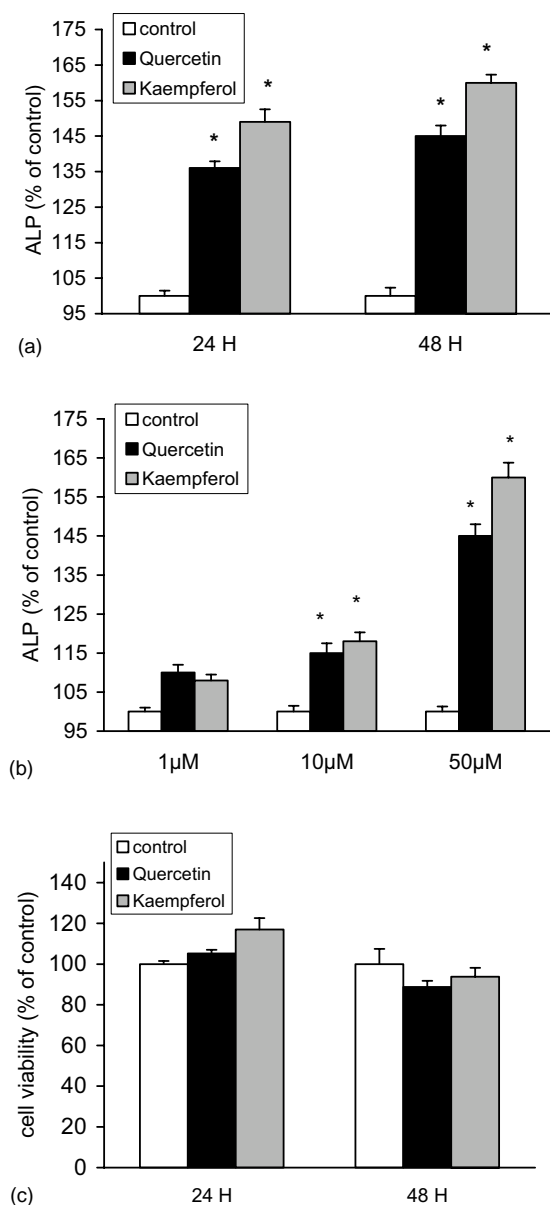 control
Quercetin
Kaempferol
175
165
155
145
135
125
115
105
95
ALP (% of control)
* * * *
24 H 48 H
(a)
control
Quercetin
Kaempferol
175
165
155
145
135
125
115
105
95
ALP (% of control)
* * * *
1µM 10µM 50µM
(b)
control
Quercetin
Kaempferol
140
120
100
80
60
40
20
0
cell viability (% of control)
24 H 48 H
(c)